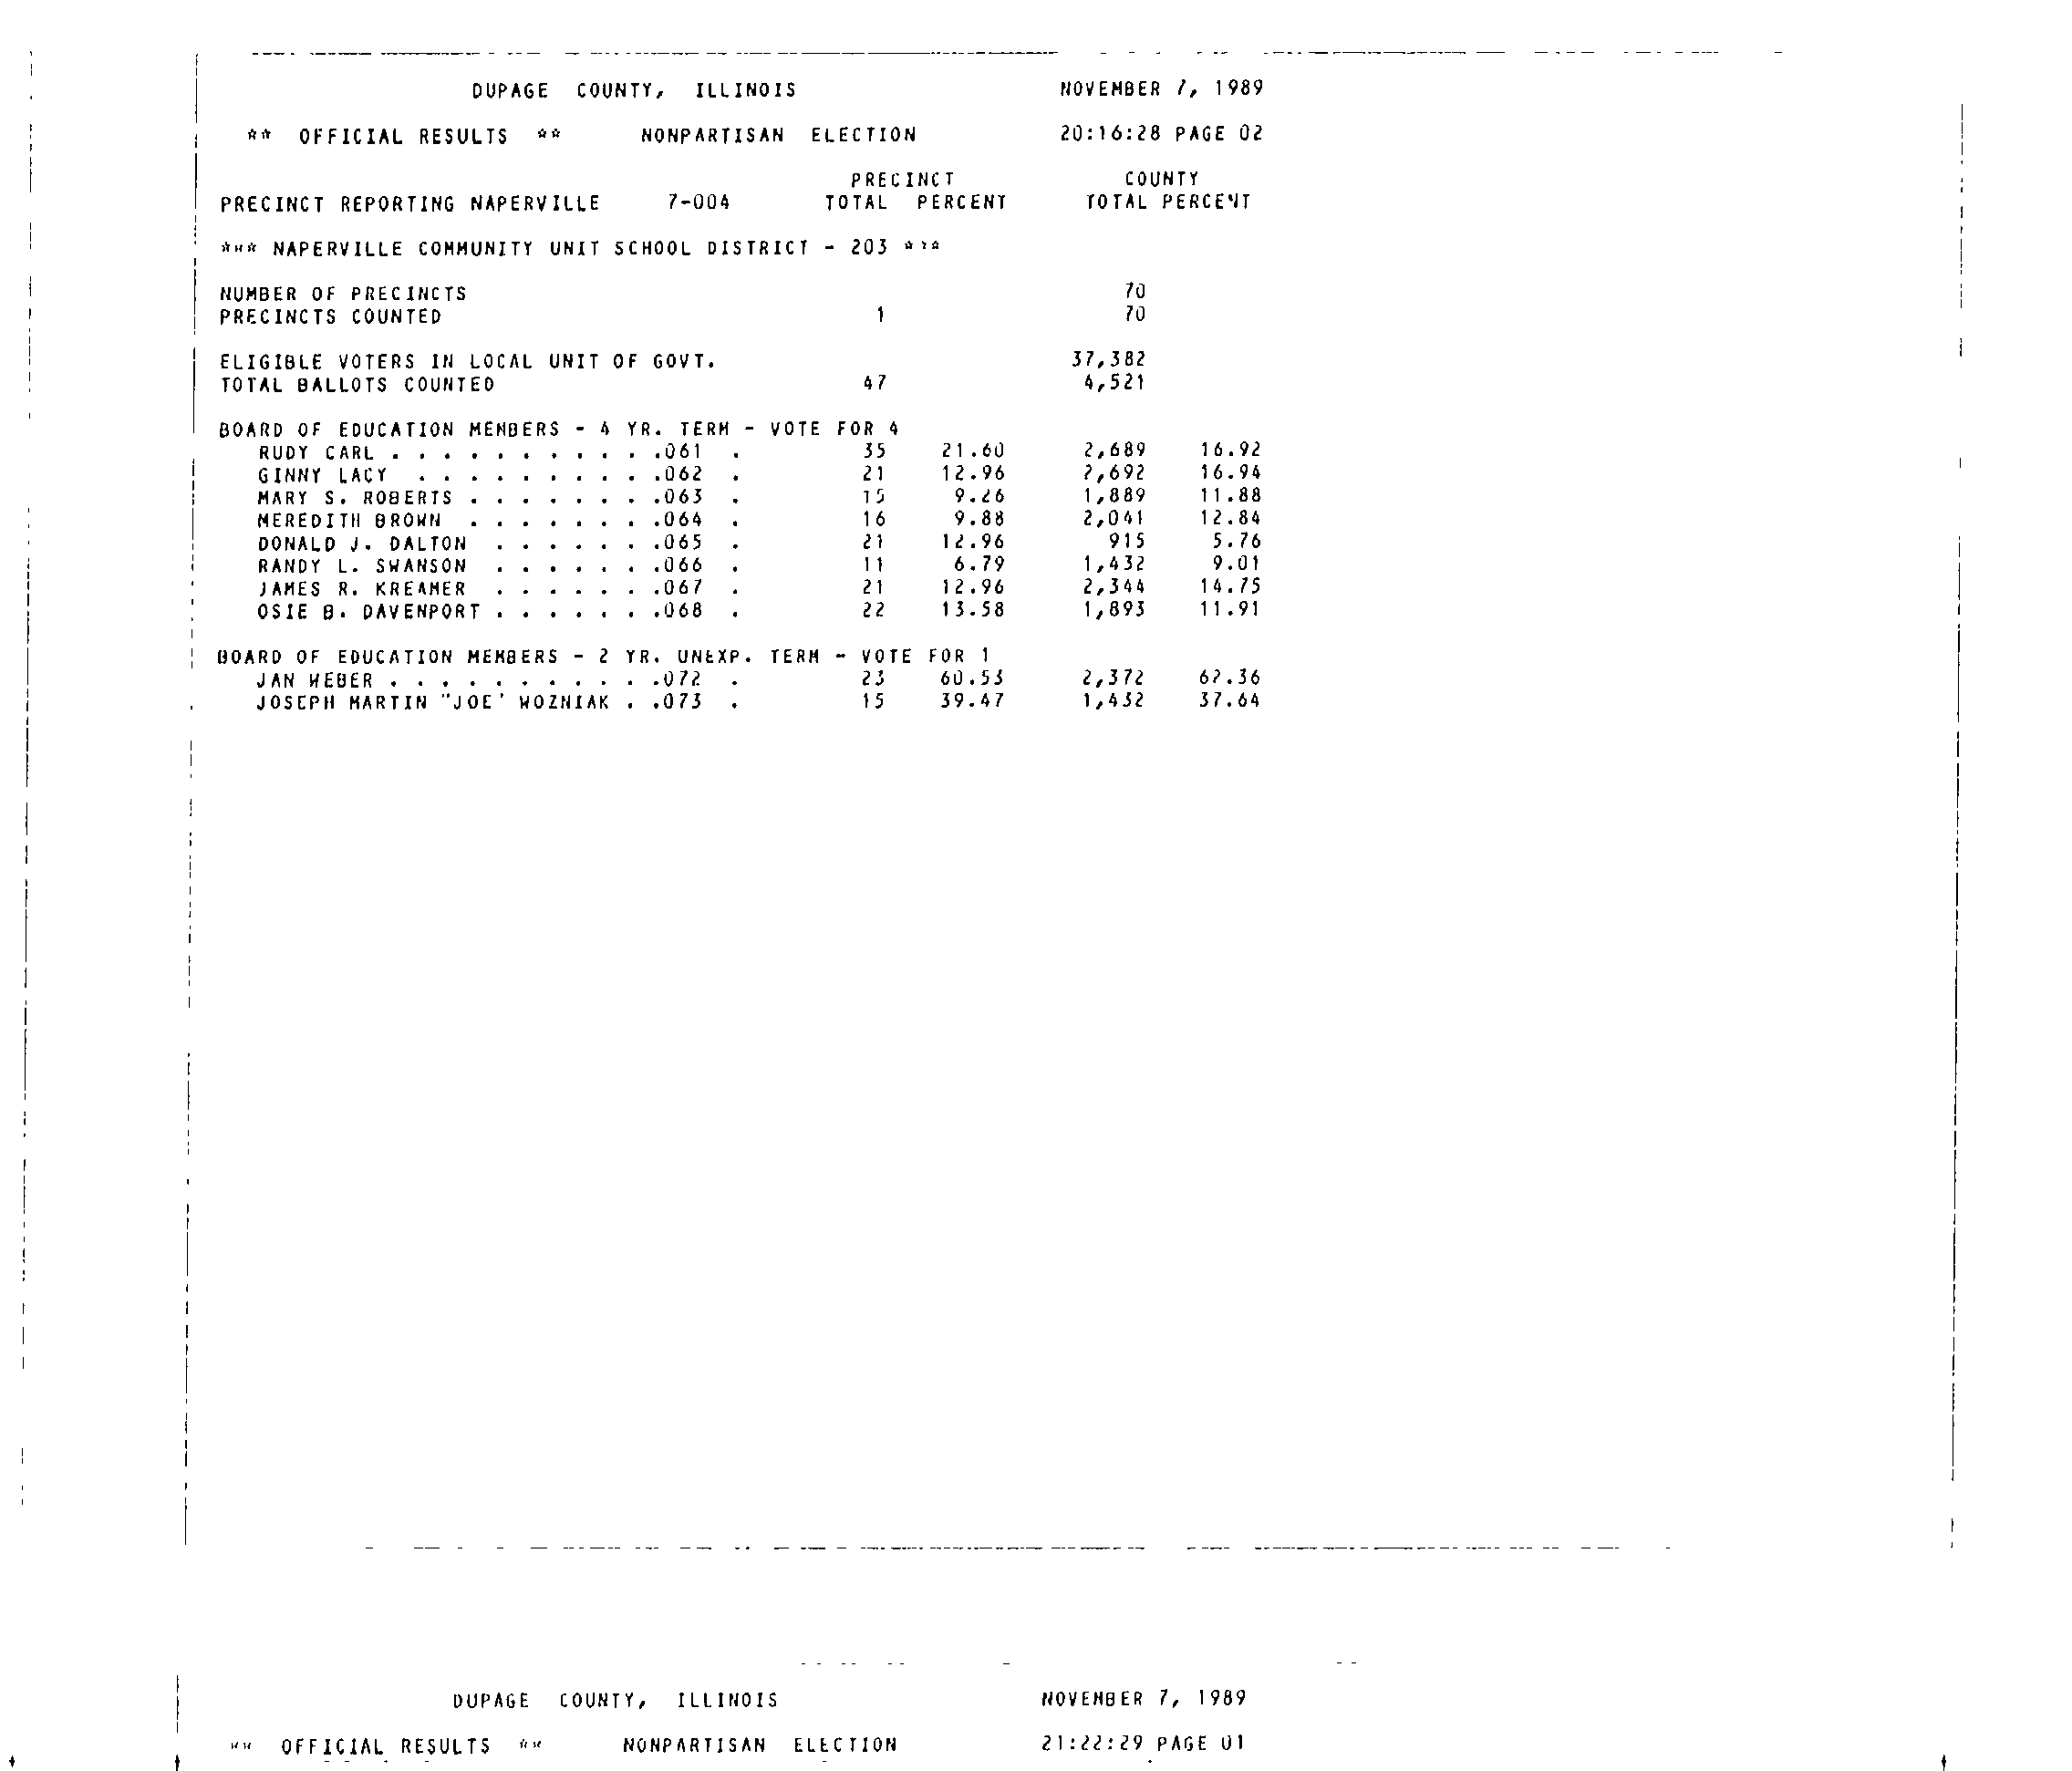 DUPAGE COUNTY, ILLINOIS NOVEMBER 7, 1989
** OFFICIAL RESULTS ** NONPARTISAN ELECTION 20:16:28 PAGE 02
PRECINCT COUNTY
PRECINCT REPORTING NAPERVILLE 7-004 TOTAL PERCENT TOTAL PERCENT
*** NAPERVILLE COMMUNITY UNIT SCHOOL DISTRICT - 203 ***
NUMBER OF PRECINCTS 70
PRECINCTS COUNTED 1 70
ELIGIBLE VOTERS IN LOCAL UNIT OF GOVT. 37,382
TOTAL BALLOTS COUNTED 47 4,521
BOARD OF EDUCATION MEMBERS - 4 YR. TERM - VOTE FOR 4
RUDY CARL . . . . . . . . . . .061 . 35 21.60 2,689 16.92
GINNY LACY . . . . . . . . . .062 . 21 12.96 2,692 16.94
MARY S. ROBERTS . . . . . . . .063 . 15 9.26 1,889 11.88
MEREDITH BROWN . . . . . . . .064 . 16 9.88 2,041 12.84
DONALD J. DALTON . . . . . . .065 . 21 12.96 915 5.76
RANDY L. SWANSON . . . . . . .066 . 11 6.79 1,432 9.01
JAMES R. KREAMER . . . . . . .067 . 21 12.96 2,344 14.75
OSIE B. DAVENPORT . . . . . . .068 . 22 13.58 1,893 11.91
BOARD OF EDUCATION MEMBERS - 2 YR. UNEXP. TERM - VOTE FOR 1
JAN WEBER . . . . . . . . . . .072 . 23 60.53 2,372 62.36
JOSEPH MARTIN "JOE' WOZNIAK . .073 . 15 39.47 1,432 37.64
DUPAGE COUNTY, ILLINOIS NOVEMBER 7, 1989
** OFFICIAL RESULTS ** NONPARTISAN ELECTION 21:22:29 PAGE 01